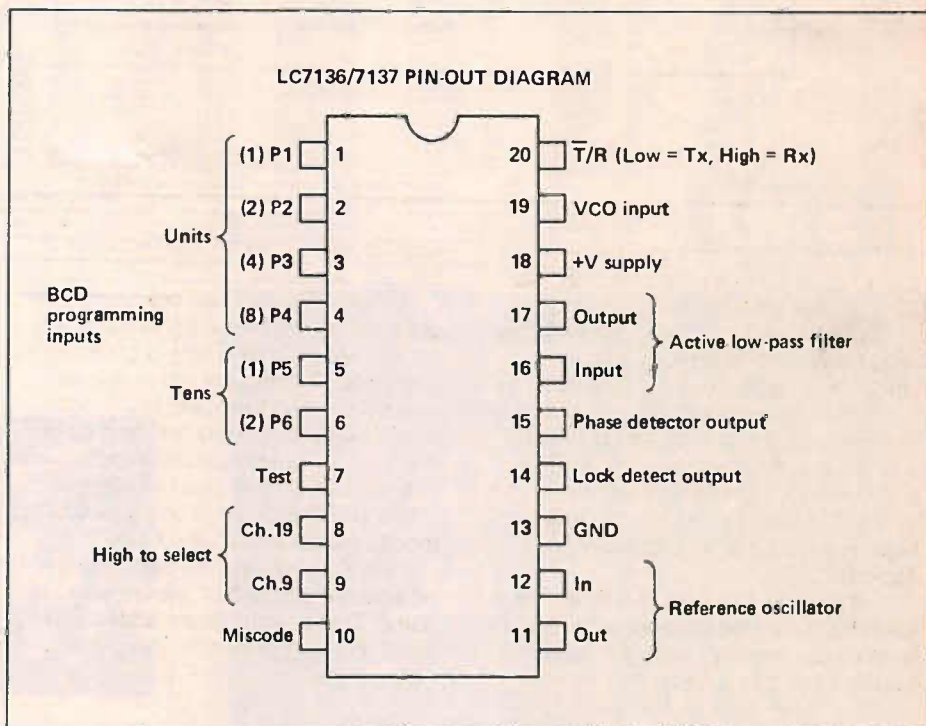 LC7136/7137 PIN-OUT DIAGRAM
(1) P1 1
(2) P2 2
(4) P3 3
(8) P4 4
Units
BCD
programming
inputs
(1) P5 5
(2) P6 6
Tens
Test 7
Ch.19 8
Ch.9 9
High to select
Miscode 10
20 T̅/R (Low = Tx, High = Rx)
19 VCO input
18 +V supply
17 Output
16 Input
Active low-pass filter
15 Phase detector output
14 Lock detect output
13 GND
12 In
11 Out
Reference oscillator